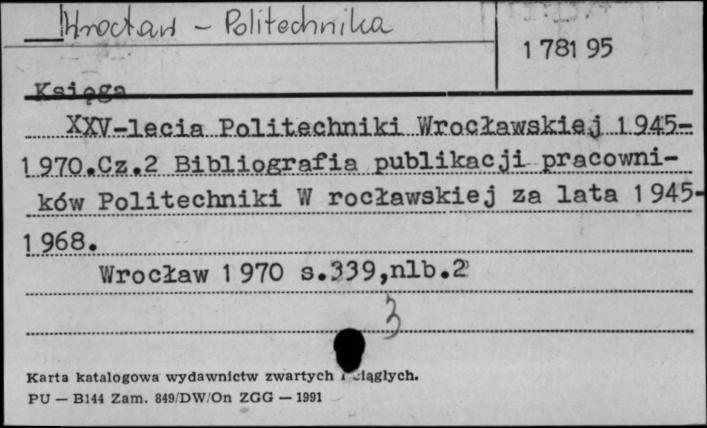 Wrocław - Politechnika
1 781 95
Księga
XXV-lecia Politechniki Wrocławskiej 1945-
1970.Cz.2 Bibliografia publikacji pracowni-
ków Politechniki W rocławskiej za lata 1945-
1968.
Wrocław 1970 s.339,nlb.2
3
Karta katalogowa wydawnictw zwartych i ciągłych.
PU — B144 Zam. 849/DW/On ZGG — 1991